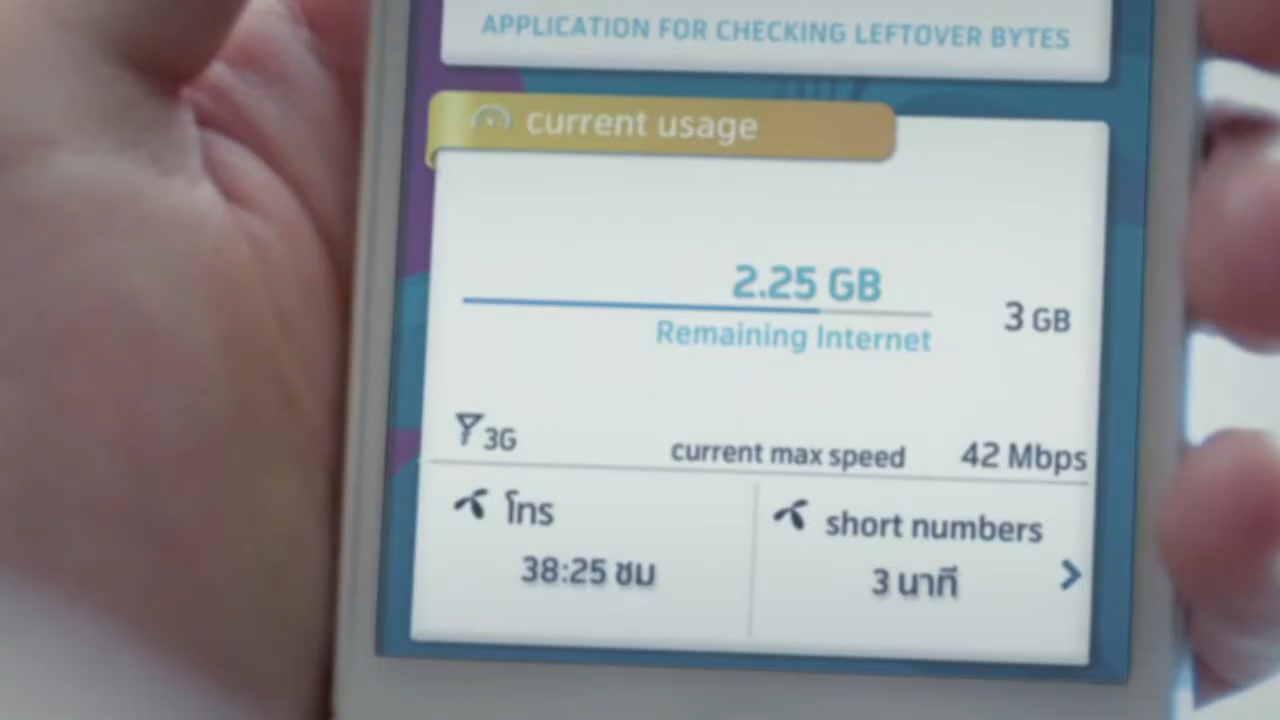 APPLICATION FOR CHECKING LEFTOVER BYTES
current usage
2.25 GB
3 GB
Remaining Internet
3G
current max speed
42 Mbps
โทร
short numbers
38:25 ชม
3 นาที